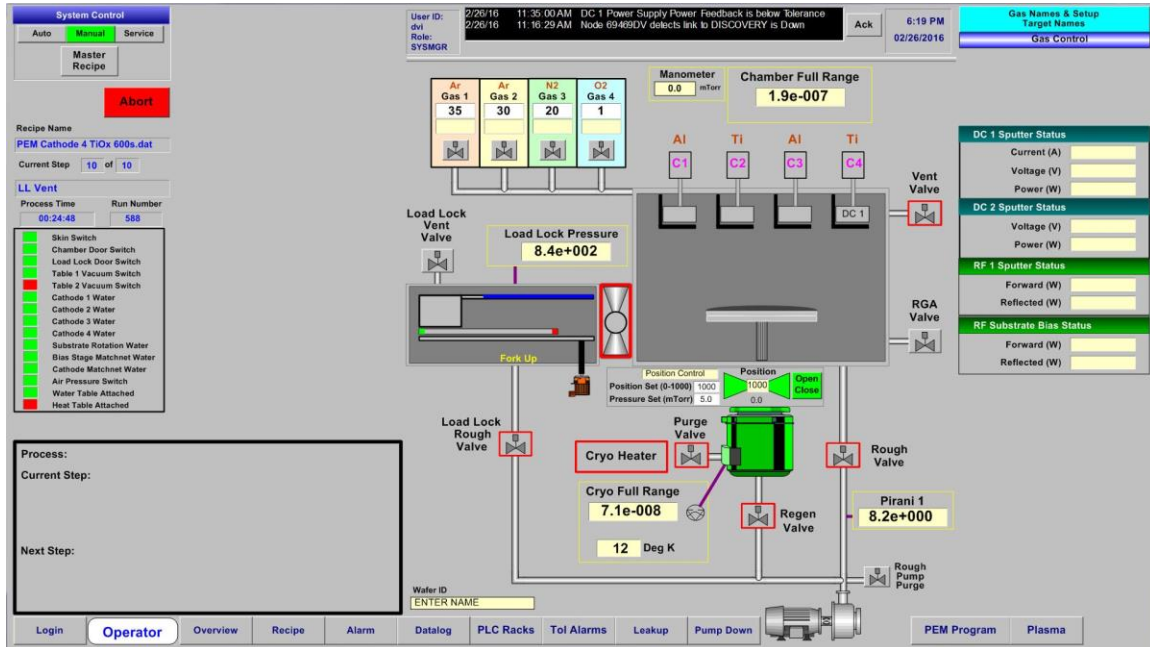 System Control
Auto Manual Service
Master
Recipe
Abort
Recipe Name
PEM Cathode 4 TiOx 600s.dat
Current Step 10 of 10
LL Vent
Process Time Run Number
00:24:48 588
Skin Switch
Chamber Door Switch
Load Lock Door Switch
Table 1 Vacuum Switch
Table 2 Vacuum Switch
Cathode 1 Water
Cathode 2 Water
Cathode 3 Water
Cathode 4 Water
Substrate Rotation Water
Bias Stage Matchnet Water
Cathode Matchnet Water
Air Pressure Switch
Water Table Attached
Heat Table Attached
Process:
Current Step:
Next Step:
User ID:
dvi
Role:
SYSMGR
2/26/16 11:35:00 AM DC 1 Power Supply Power Feedback is below Tolerance
2/26/16 11:16:29 AM Node 69469DV detects link to DISCOVERY is Down
Ack
6:19 PM
02/26/2016
Gas Names & Setup
Target Names
Gas Control
Ar Ar N2 O2
Gas 1 Gas 2 Gas 3 Gas 4
35 30 20 1
Manometer
0.0 mTorr
Chamber Full Range
1.9e-007
Al Ti Al Ti
C1 C2 C3 C4
DC 1
Vent
Valve
RGA
Valve
Load Lock
Vent
Valve
Load Lock Pressure
8.4e+002
Fork Up
Position Control Position
Position Set (0-1000) 1000 1000
Pressure Set (mTorr) 5.0 0.0
Open
Close
Load Lock
Rough
Valve
Purge
Valve
Cryo Heater
Rough
Valve
Cryo Full Range
7.1e-008
12 Deg K
Regen
Valve
Pirani 1
8.2e+000
Rough
Pump
Purge
Wafer ID
ENTER NAME
DC 1 Sputter Status
Current (A)
Voltage (V)
Power (W)
DC 2 Sputter Status
Voltage (V)
Power (W)
RF 1 Sputter Status
Forward (W)
Reflected (W)
RF Substrate Bias Status
Forward (W)
Reflected (W)
Login Operator Overview Recipe Alarm Datalog PLC Racks Tol Alarms Leakup Pump Down PEM Program Plasma